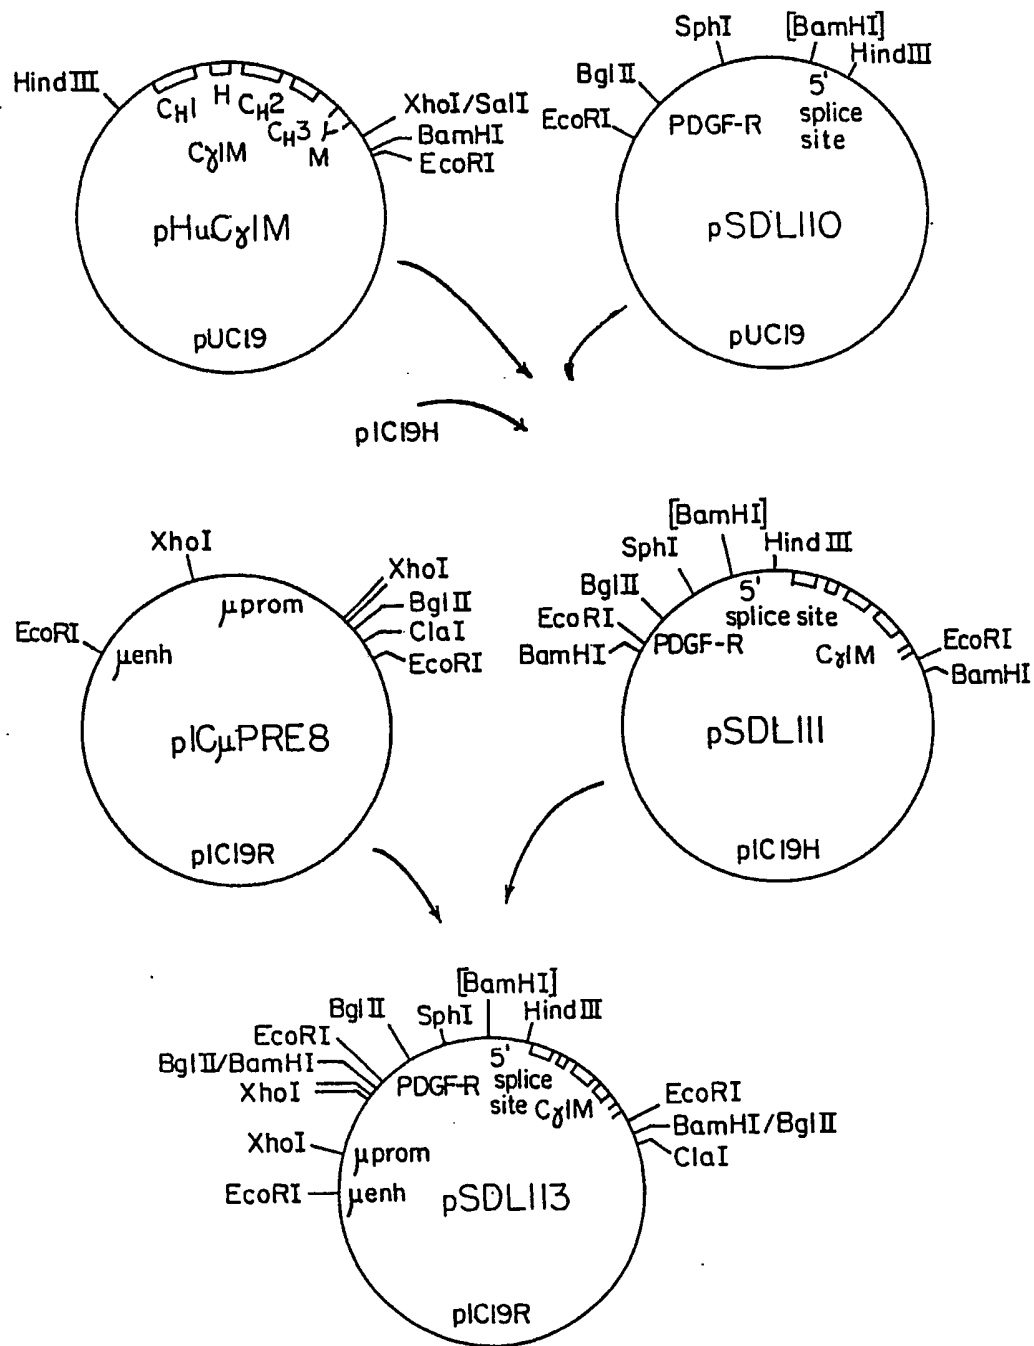 HindIII
CH1
H
CH2
CH3
M
CγIM
XhoI/SalI
BamHI
EcoRI
pHuCγIM
pUC19
SphI
[BamHI]
HindIII
BglII
EcoRI
PDGF-R
5'
splice
site
pSDL110
pUC19
pIC19H
XhoI
μprom
XhoI
BglII
ClaI
EcoRI
EcoRI
μenh
pICμPRE8
pIC19R
[BamHI]
SphI
HindIII
BglII
EcoRI
BamHI
PDGF-R
5'
splice site
CγIM
EcoRI
BamHI
pSDL111
pIC19H
[BamHI]
BglII
SphI
HindIII
EcoRI
BglII/BamHI
XhoI
PDGF-R
5'
splice
site
CγIM
EcoRI
BamHI/BglII
ClaI
XhoI
μprom
EcoRI
μenh
pSDL113
pIC19R